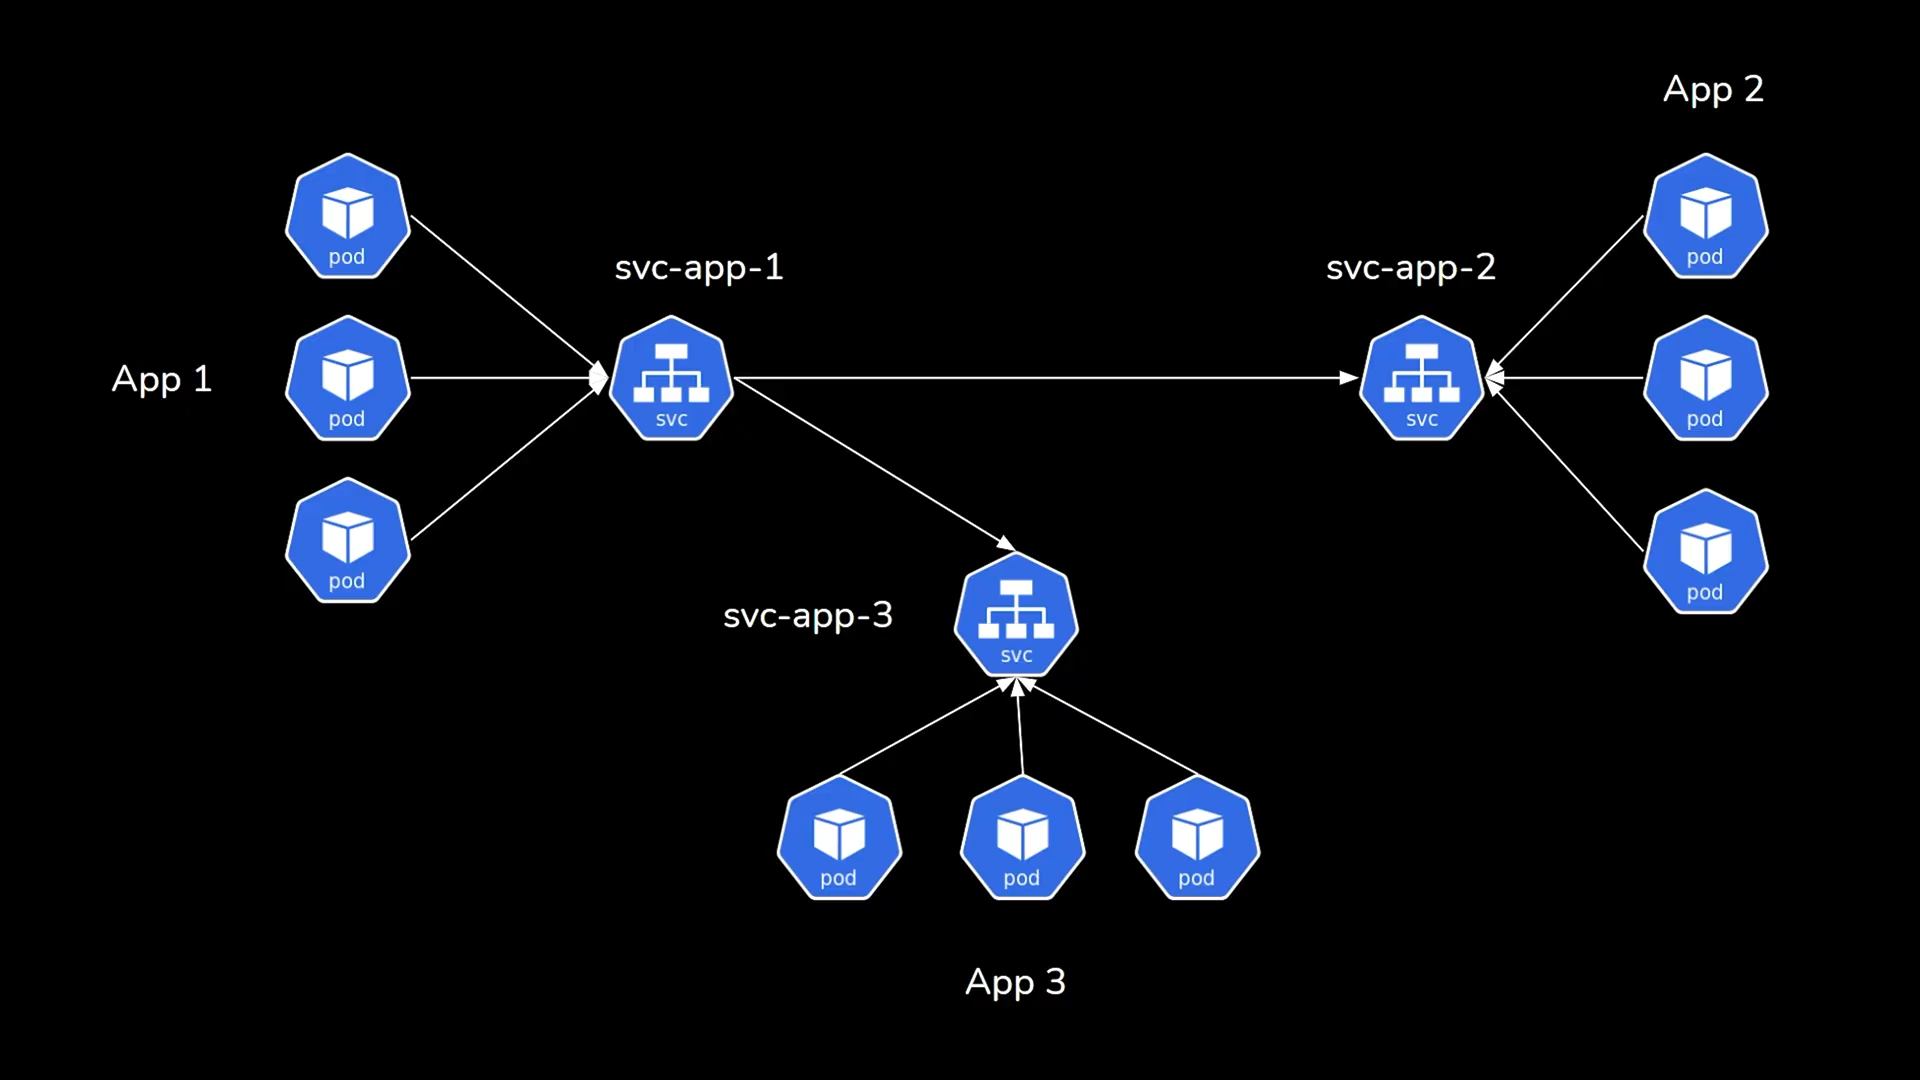 App 2
pod
pod
svc-app-1
svc-app-2
App 1
pod
svc
svc
pod
pod
pod
svc-app-3
svc
pod
pod
pod
App 3